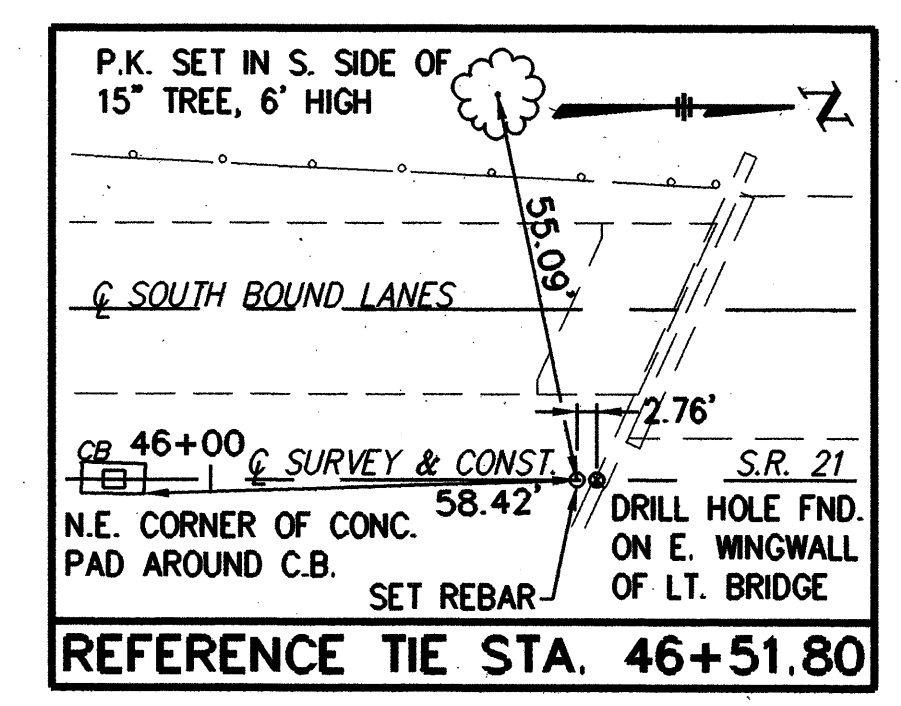 P.K. SET IN S. SIDE OF
15" TREE, 6' HIGH
Z
55.09'
℄ SOUTH BOUND LANES
2.76'
CB 46+00
℄ SURVEY & CONST.
S.R. 21
58.42'
N.E. CORNER OF CONC.
PAD AROUND C.B.
DRILL HOLE FND.
ON E. WINGWALL
OF LT. BRIDGE
SET REBAR
REFERENCE TIE STA. 46+51.80